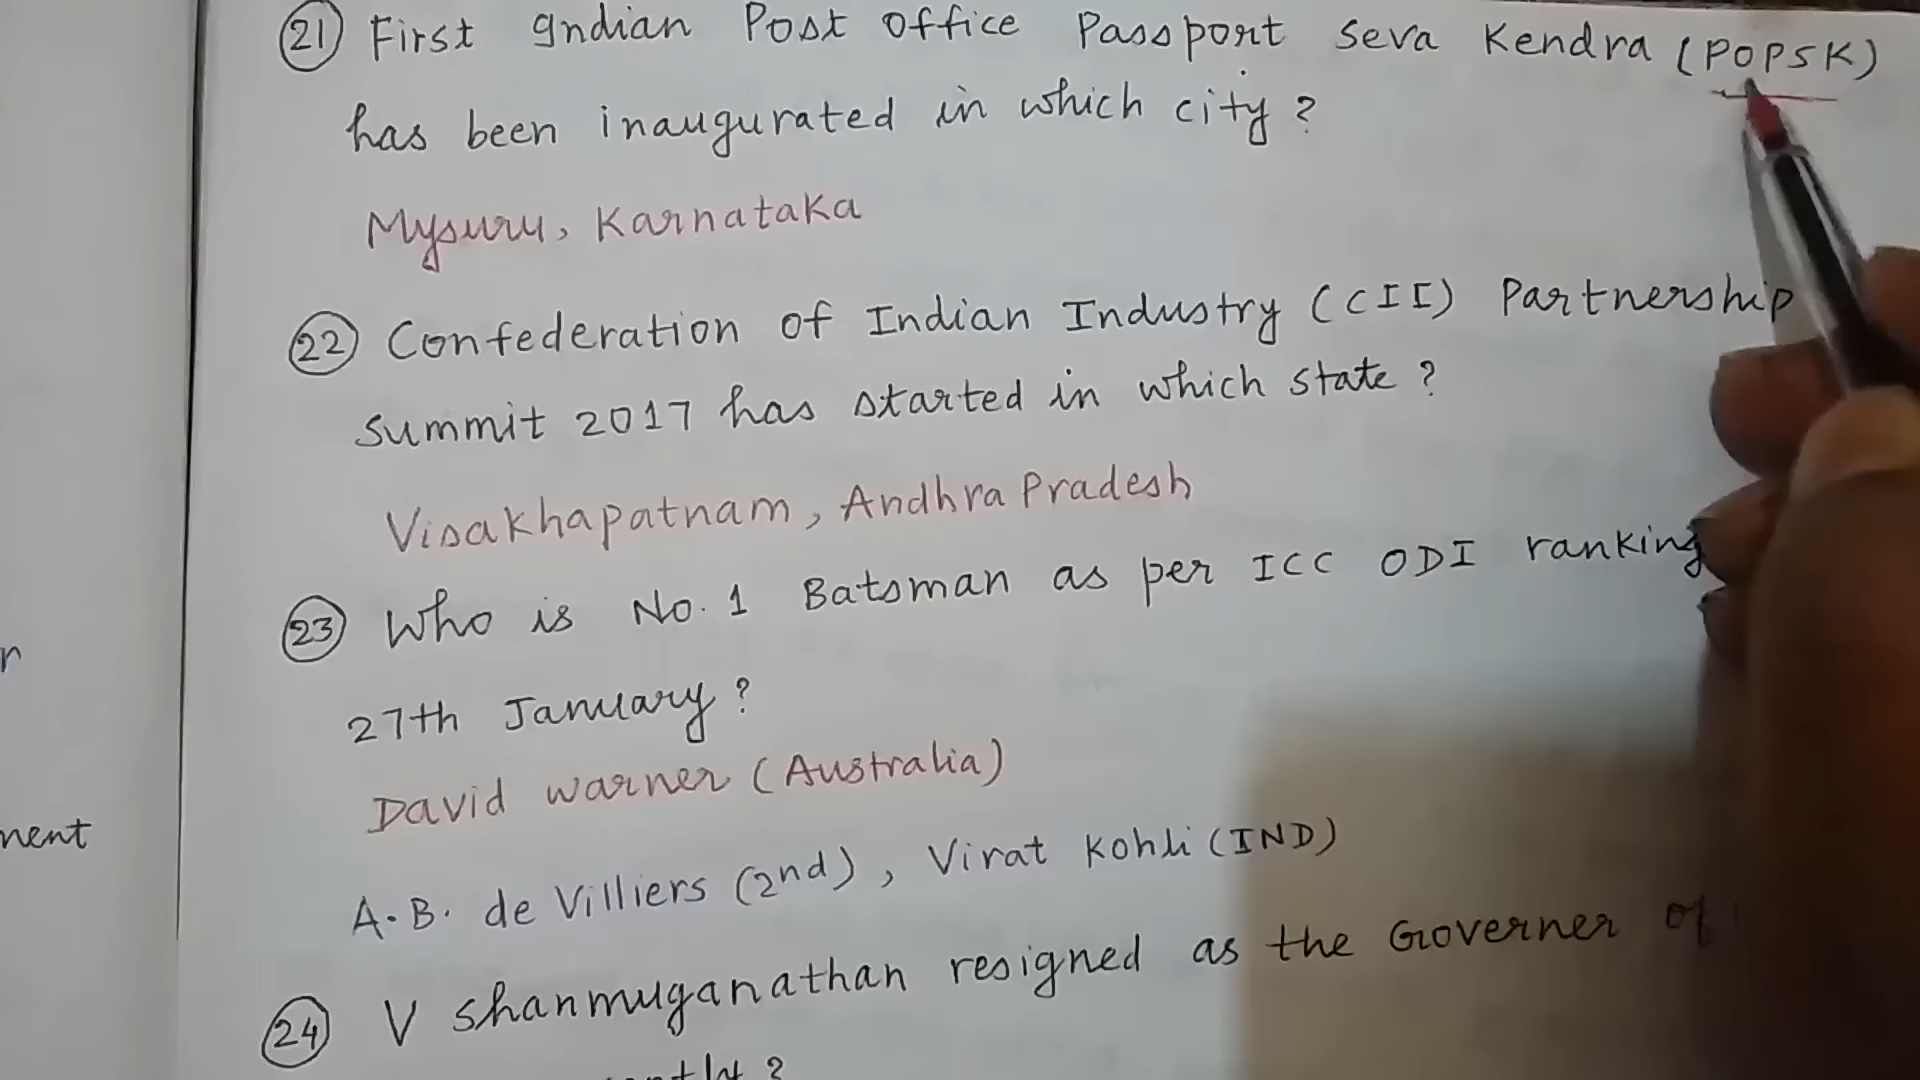 (21) First Indian Post Office Passport Seva Kendra (POPSK)
has been inaugurated in which city ?
Mysuru, Karnataka
(22) Confederation of Indian Industry (CII) Partnership
Summit 2017 has started in which state ?
Visakhapatnam, Andhra Pradesh
(23) Who is No. 1 Batsman as per ICC ODI ranking
27th January ?
David Warner (Australia)
A.B. de Villiers (2nd), Virat Kohli (IND)
(24) V Shanmuganathan resigned as the Governer of
?
nent